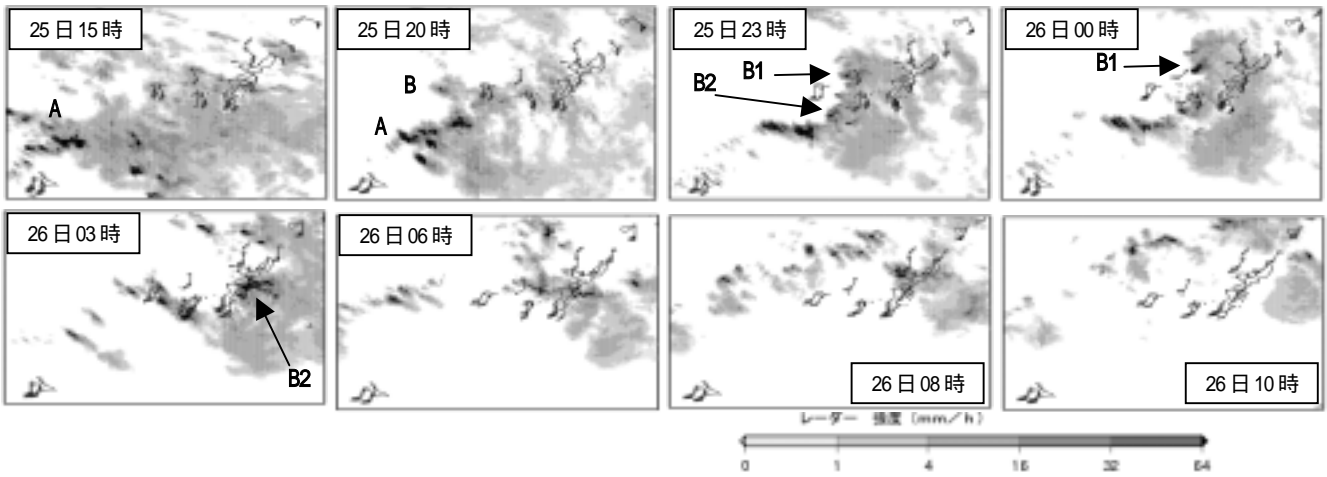 25日15時
A
25日20時
B
A
25日23時
B1
B2
26日00時
B1
26日03時
B2
26日06時
26日08時
26日10時
レーダー 強度 (mm/h)
0 1 4 16 32 64